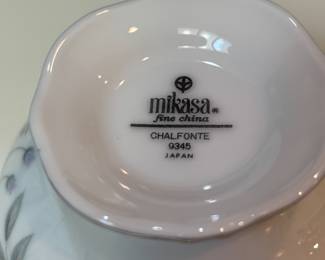 mikasa®
fine china
CHALFONTE
9345
JAPAN